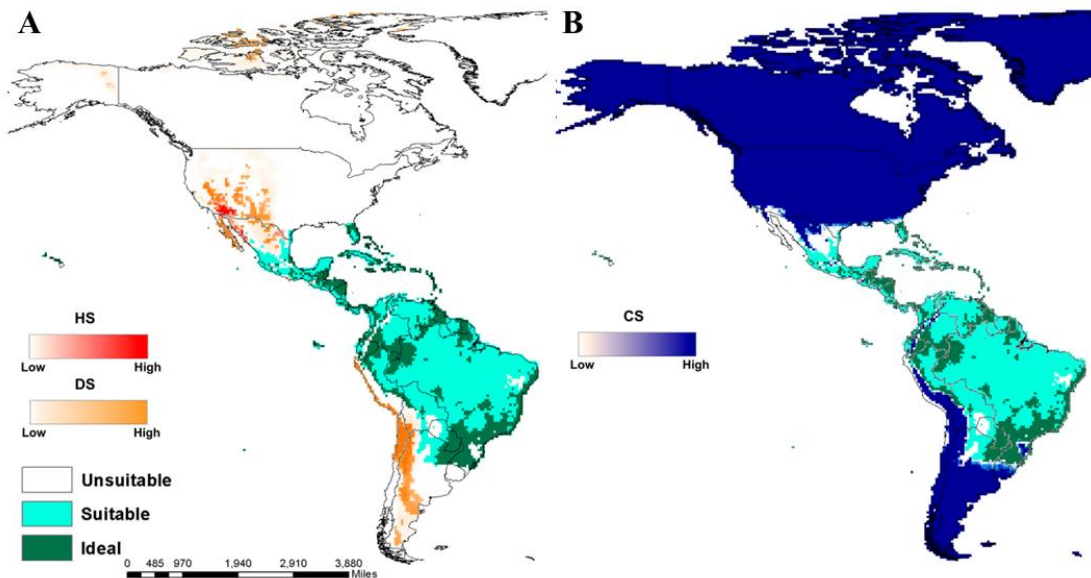 A
B
HS
Low High
DS
Low High
Unsuitable
Suitable
Ideal
0 485 970 1,940 2,910 3,880
Miles
CS
Low High